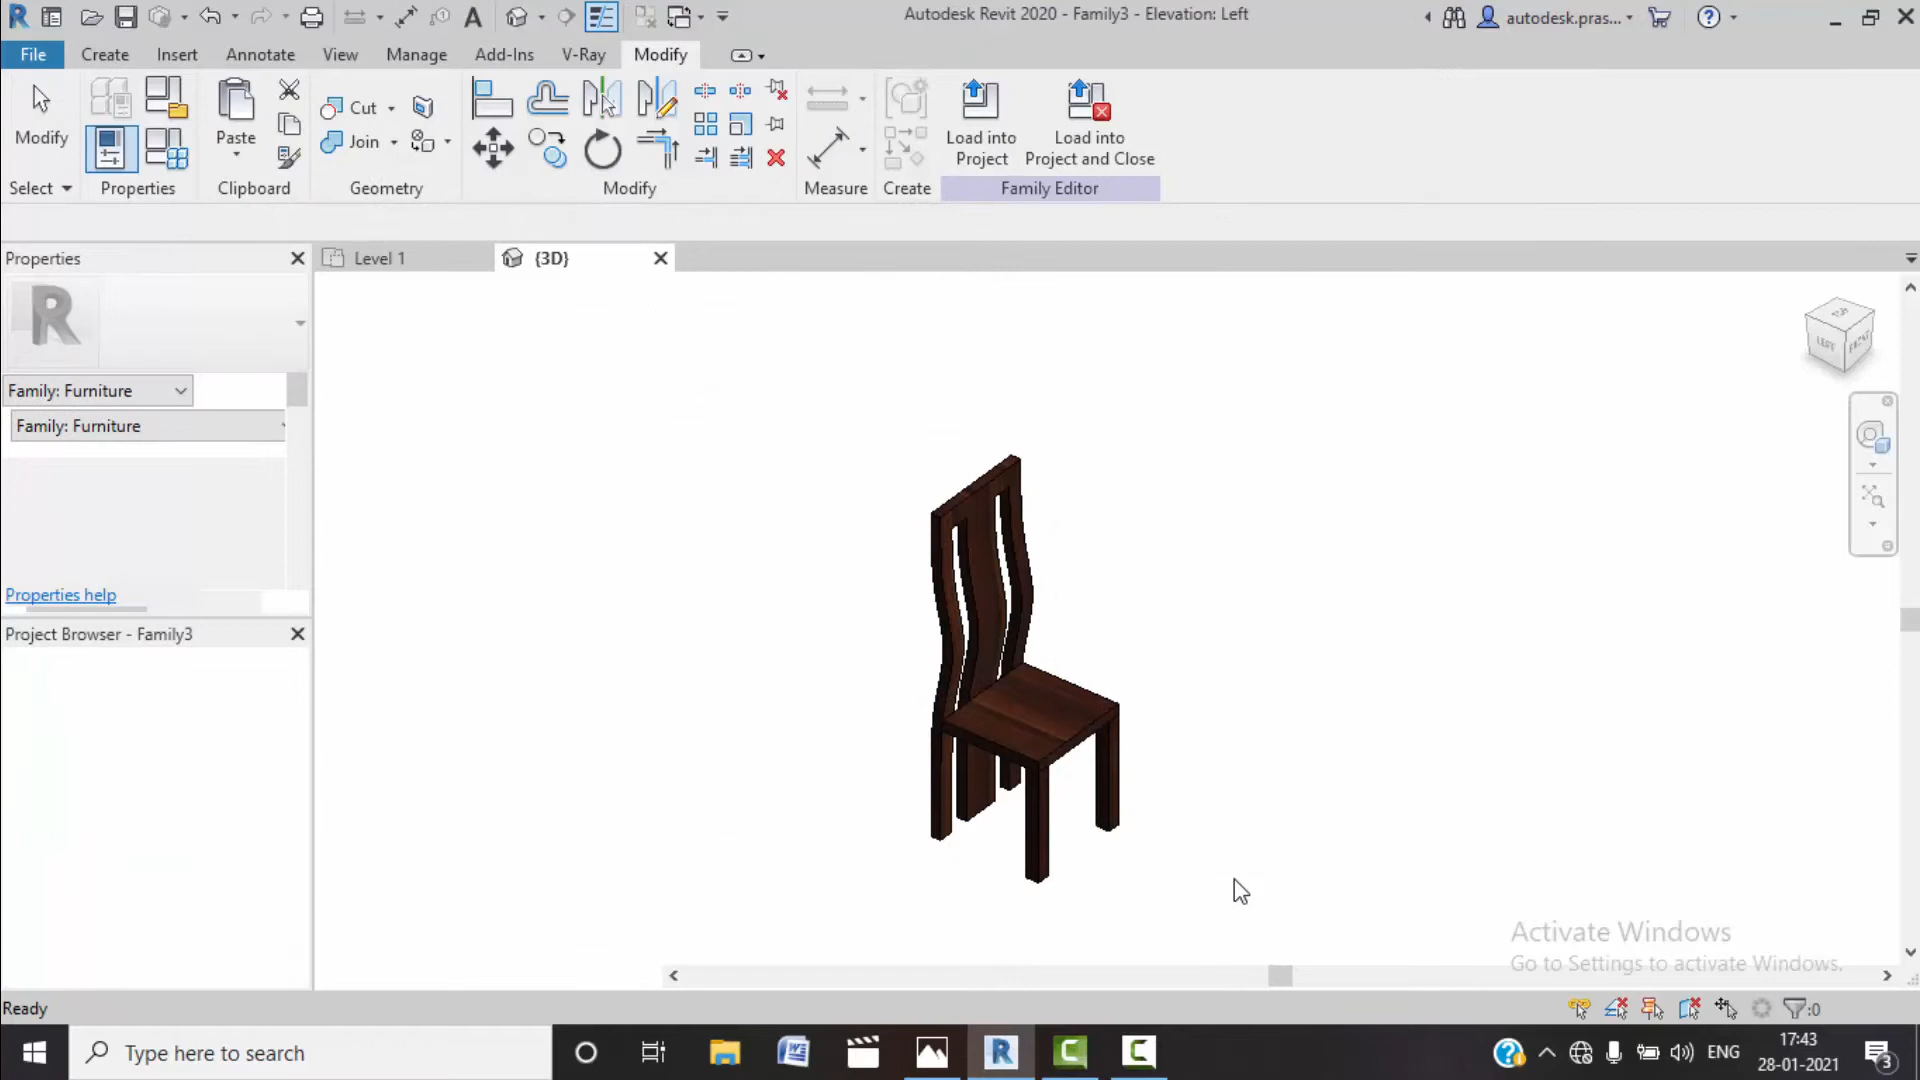 Autodesk Revit 2020 - Family3 - Elevation: Left
autodesk.pras...
File
Create
Insert
Annotate
View
Manage
Add-Ins
V-Ray
Modify
Modify
Paste
Cut
Join
Load into
Project
Load into
Project and Close
Select
Properties
Clipboard
Geometry
Modify
Measure
Create
Family Editor
Properties
Level 1
{3D}
R
Family: Furniture
Family: Furniture
Properties help
Project Browser - Family3
LEFT
Activate Windows
Go to Settings to activate Windows.
Ready
:0
Type here to search
ENG
17:43
28-01-2021
3